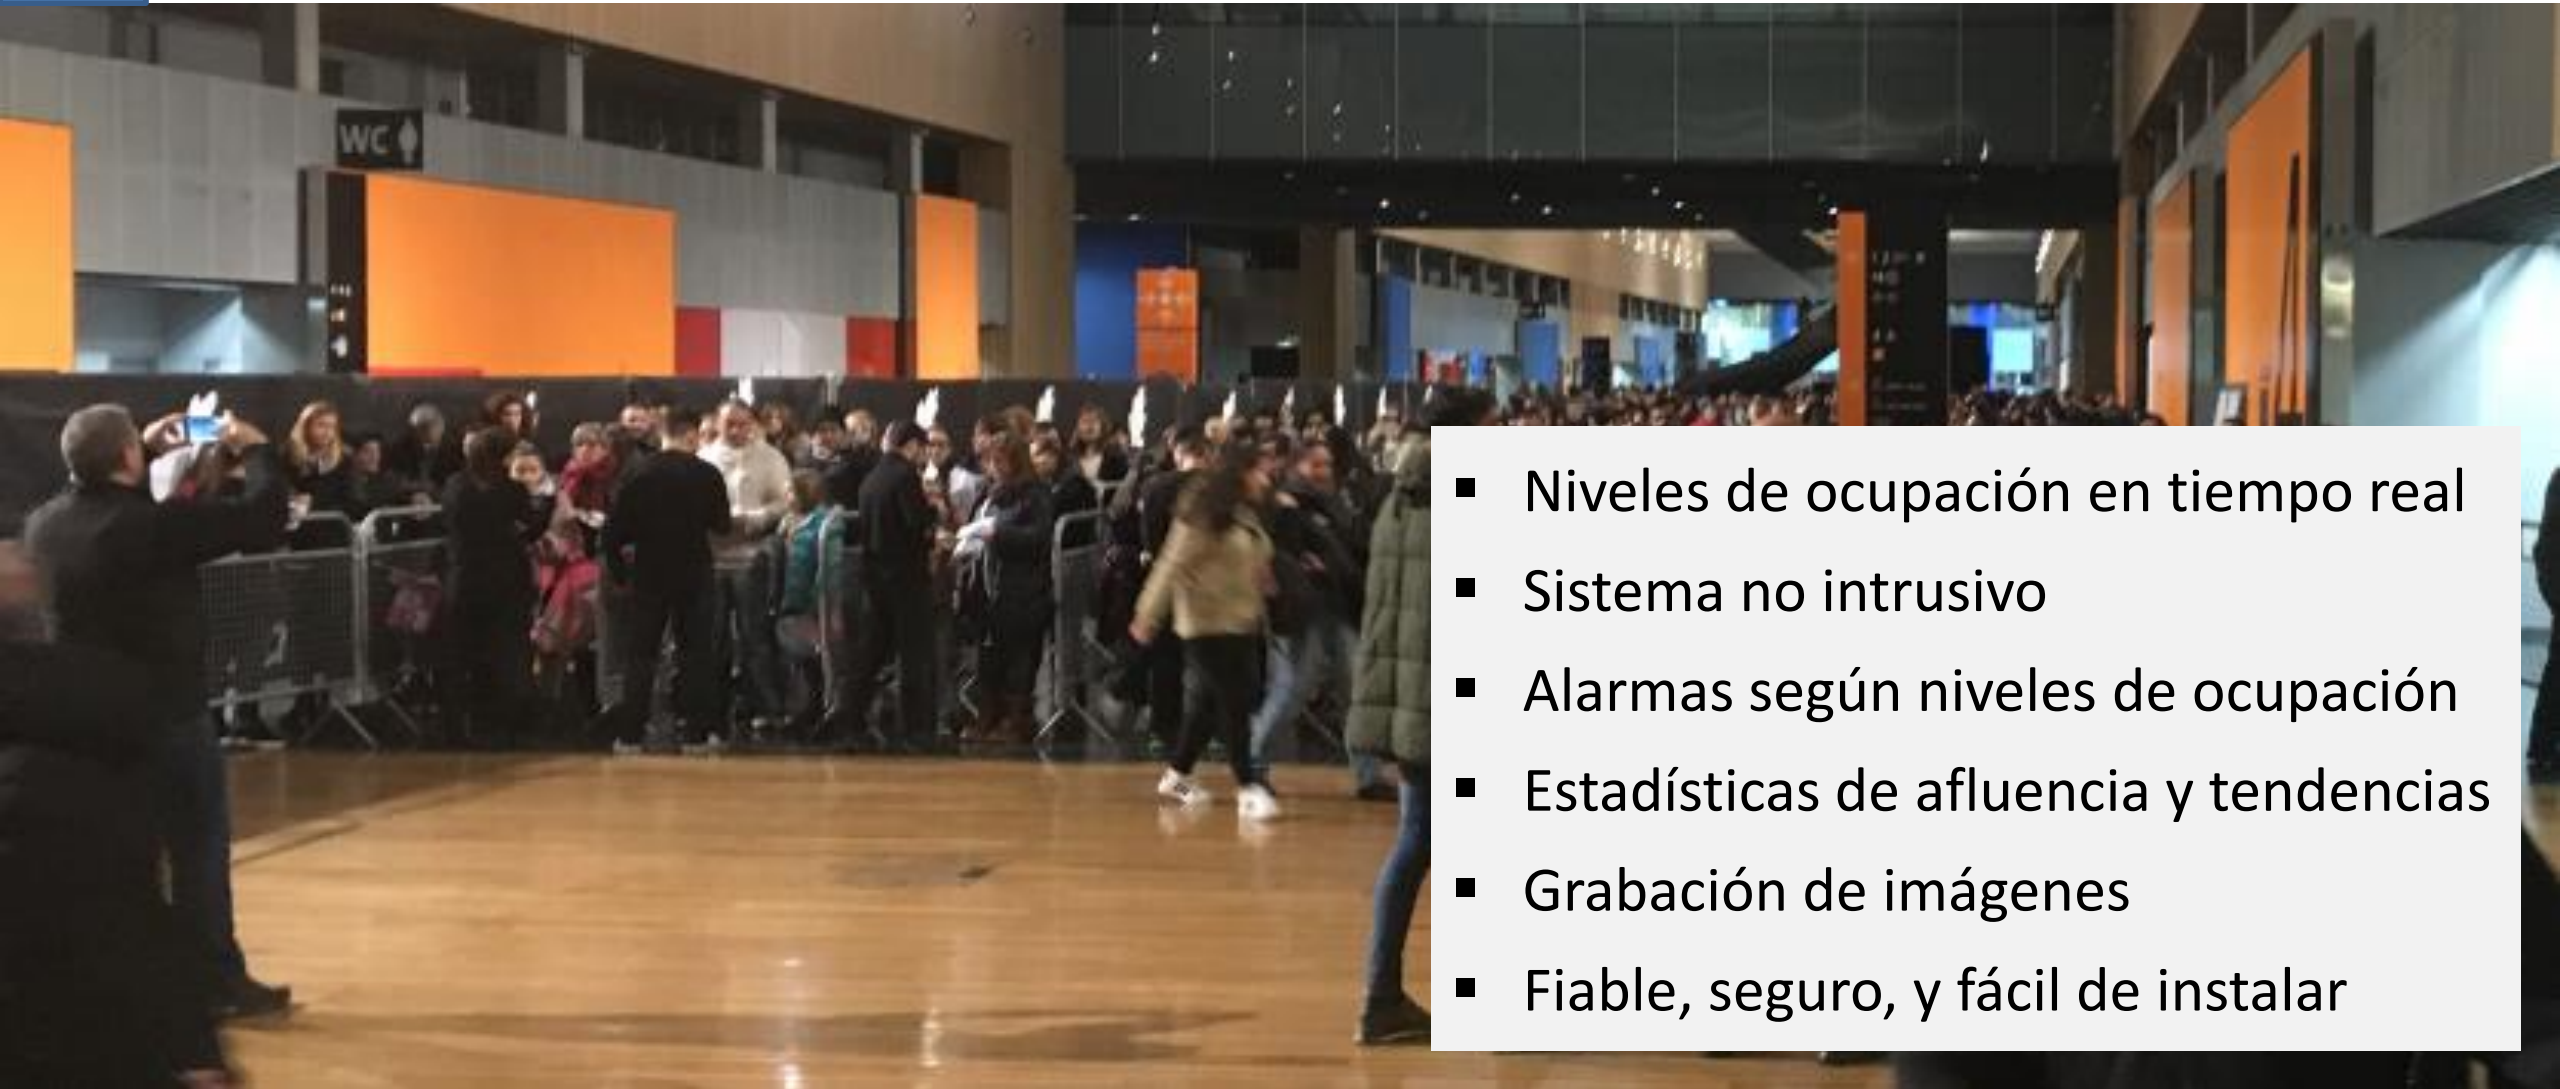 WC
▪ Niveles de ocupación en tiempo real
▪ Sistema no intrusivo
▪ Alarmas según niveles de ocupación
▪ Estadísticas de afluencia y tendencias
▪ Grabación de imágenes
▪ Fiable, seguro, y fácil de instalar